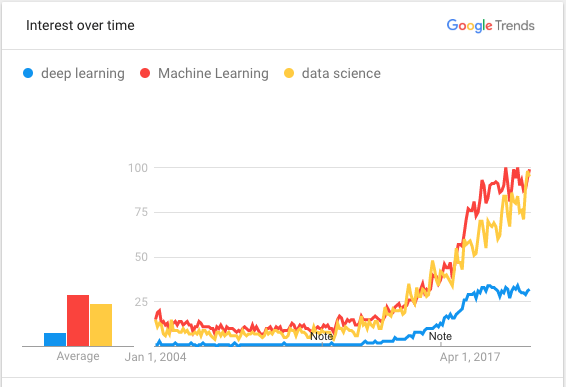 Interest over time Google Trends
deep learning Machine Learning data science
100
75
50
25
Note Note
Average Jan 1, 2004 Apr 1, 2017